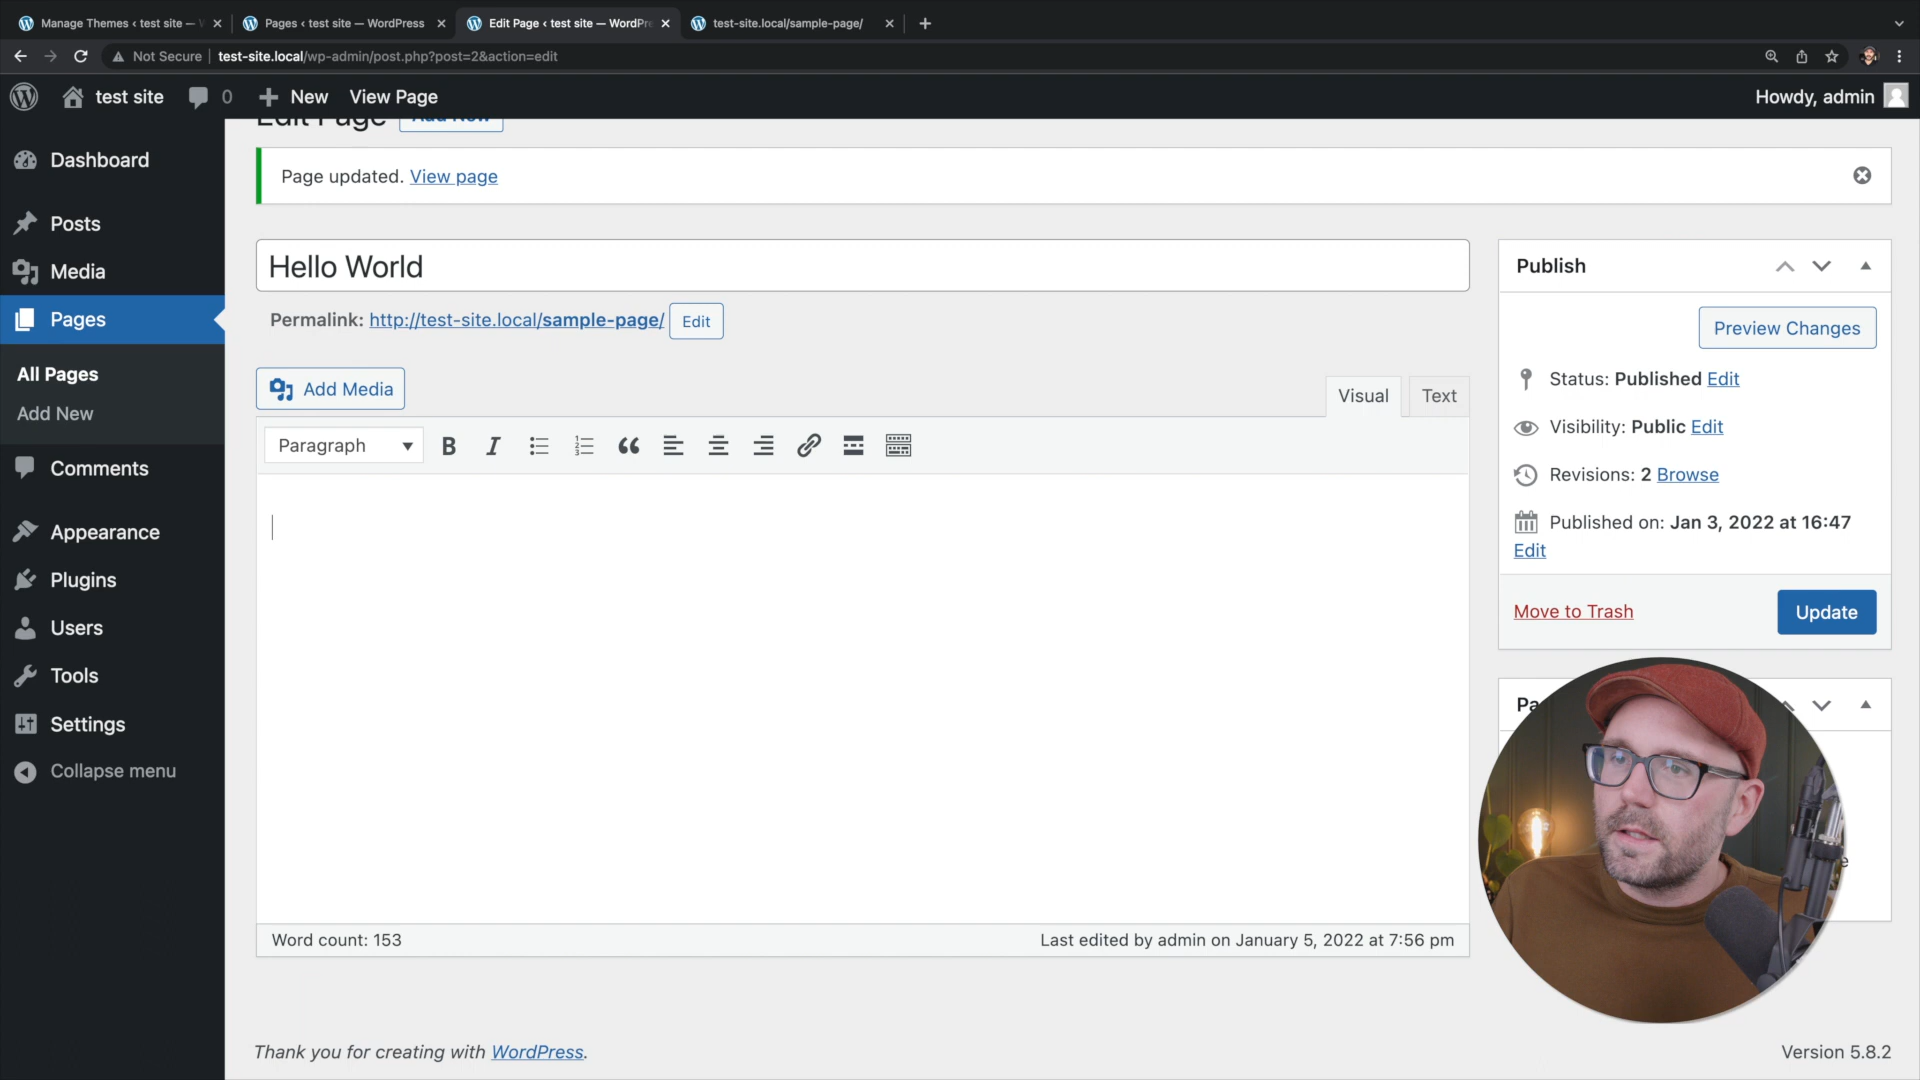 Manage Themes ‹ test site —
Pages ‹ test site — WordPress
Edit Page ‹ test site — WordPr
test-site.local/sample-page/
Not Secure
test-site.local/wp-admin/post.php?post=2&action=edit
test site
0
New
View Page
Howdy, admin
Edit Page
Add New
Page updated. View page
Dashboard
Posts
Media
Pages
All Pages
Add New
Comments
Appearance
Plugins
Users
Tools
Settings
Collapse menu
Hello World
Permalink: http://test-site.local/sample-page/ Edit
Add Media
Visual
Text
Paragraph
Word count: 153
Last edited by admin on January 5, 2022 at 7:56 pm
Publish
Preview Changes
Status: Published Edit
Visibility: Public Edit
Revisions: 2 Browse
Published on: Jan 3, 2022 at 16:47
Edit
Move to Trash
Update
Thank you for creating with WordPress.
Version 5.8.2